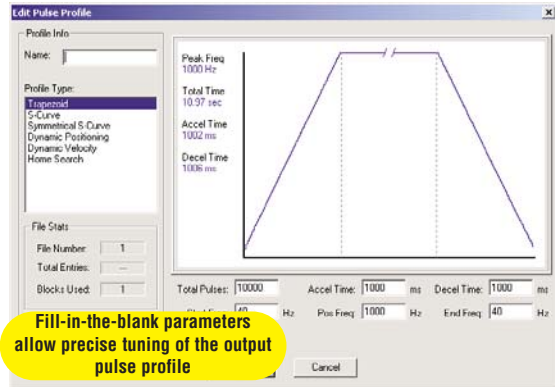 Edit Pulse Profile
Profile Info
Name:
Profile Type:
Trapezoid
S-Curve
Symmetrical S-Curve
Dynamic Positioning
Dynamic Velocity
Home Search
File Stats
File Number: 1
Total Entries: ---
Blocks Used: 1
Peak Freq
1000 Hz
Total Time
10.97 sec
Accel Time
1002 ms
Decel Time
1006 ms
Total Pulses: 10000 Accel Time: 1000 ms Decel Time: 1000 ms
40 Hz Pos Freq: 1000 Hz End Freq: 40 Hz
Fill-in-the-blank parameters
allow precise tuning of the output
pulse profile
Cancel